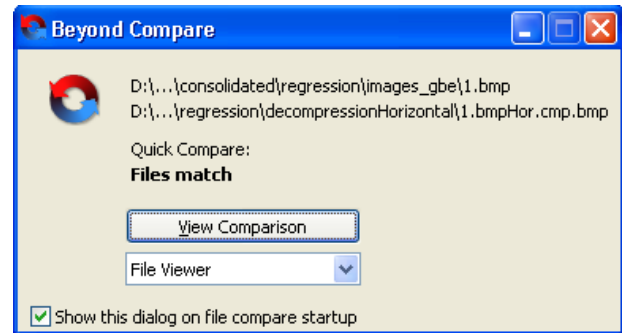 Beyond Compare
D:\...\consolidated\regression\images_gbe\1.bmp
D:\...\regression\decompressionHorizontal\1.bmpHor.cmp.bmp
Quick Compare:
Files match
View Comparison
File Viewer
Show this dialog on file compare startup